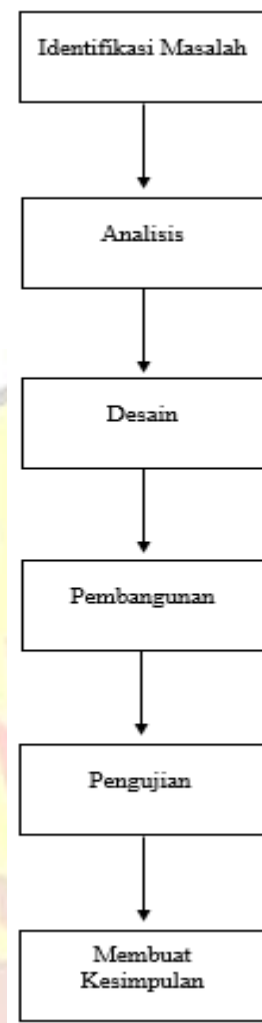 Identifikasi Masalah
Analisis
Desain
Pembangunan
Pengujian
Membuat
Kesimpulan